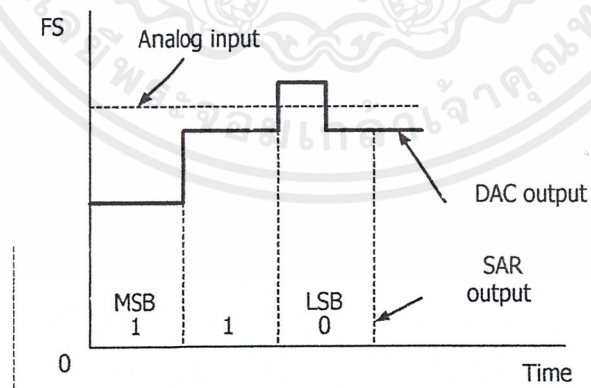 FS
Analog input
DAC output
SAR
output
MSB
LSB
1
1
0
0
Time